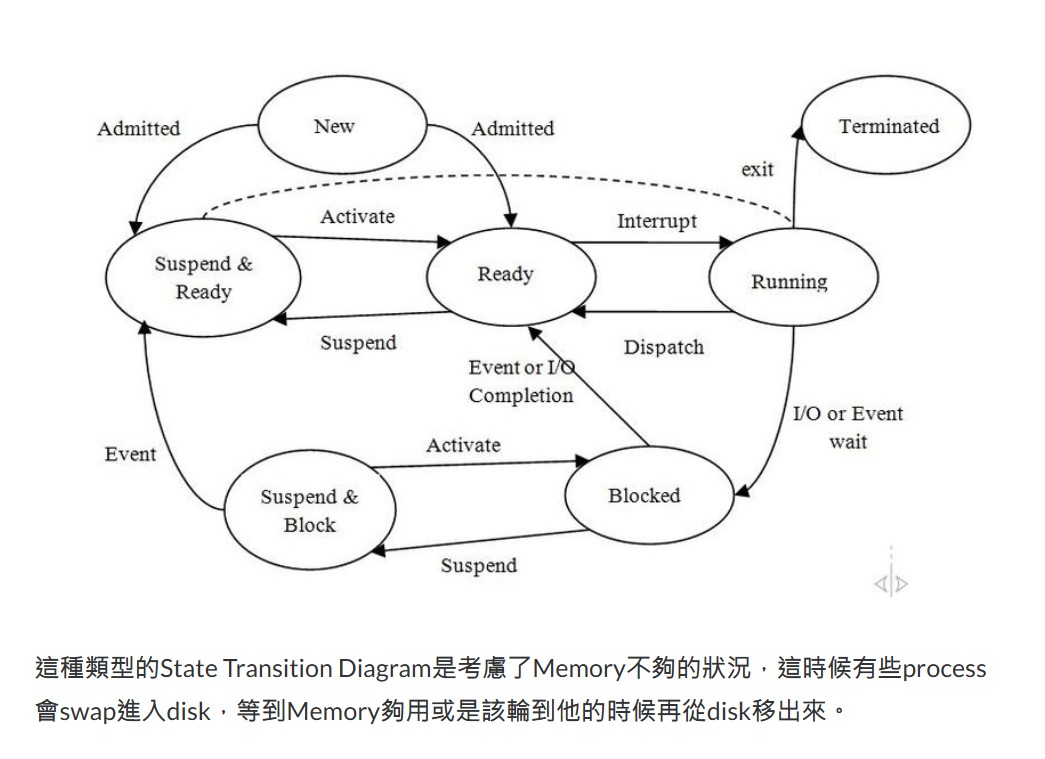 New
Terminated
Admitted
Admitted
exit
Activate
Interrupt
Suspend &
Ready
Ready
Running
Suspend
Dispatch
Event or I/O
Completion
I/O or Event
wait
Event
Activate
Suspend &
Block
Blocked
Suspend
這種類型的State Transition Diagram是考慮了Memory不夠的狀況，這時候有些process
會swap進入disk，等到Memory夠用或是該輪到他的時候再從disk移出來。